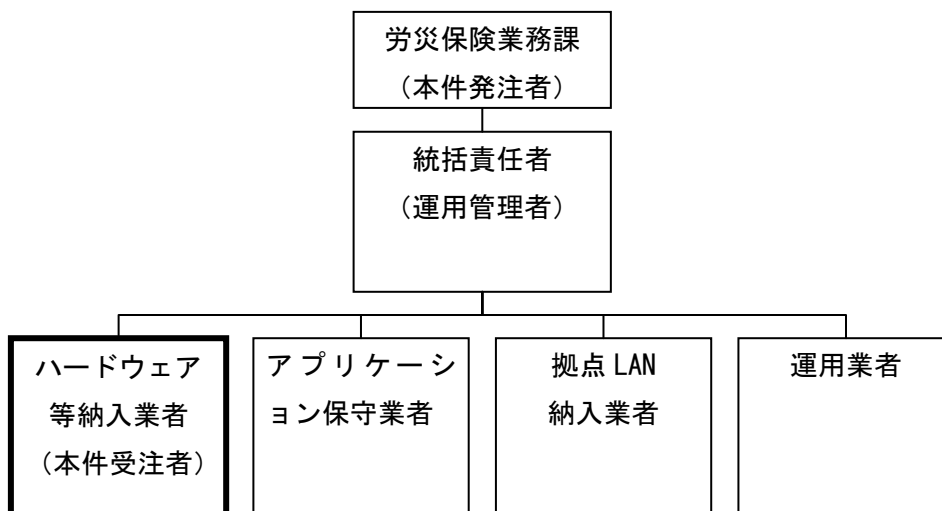 労災保険業務課
（本件発注者）
統括責任者
（運用管理者）
ハードウェア
等納入業者
（本件受注者）
アプリケーシ
ョン保守業者
拠点 LAN
納入業者
運用業者